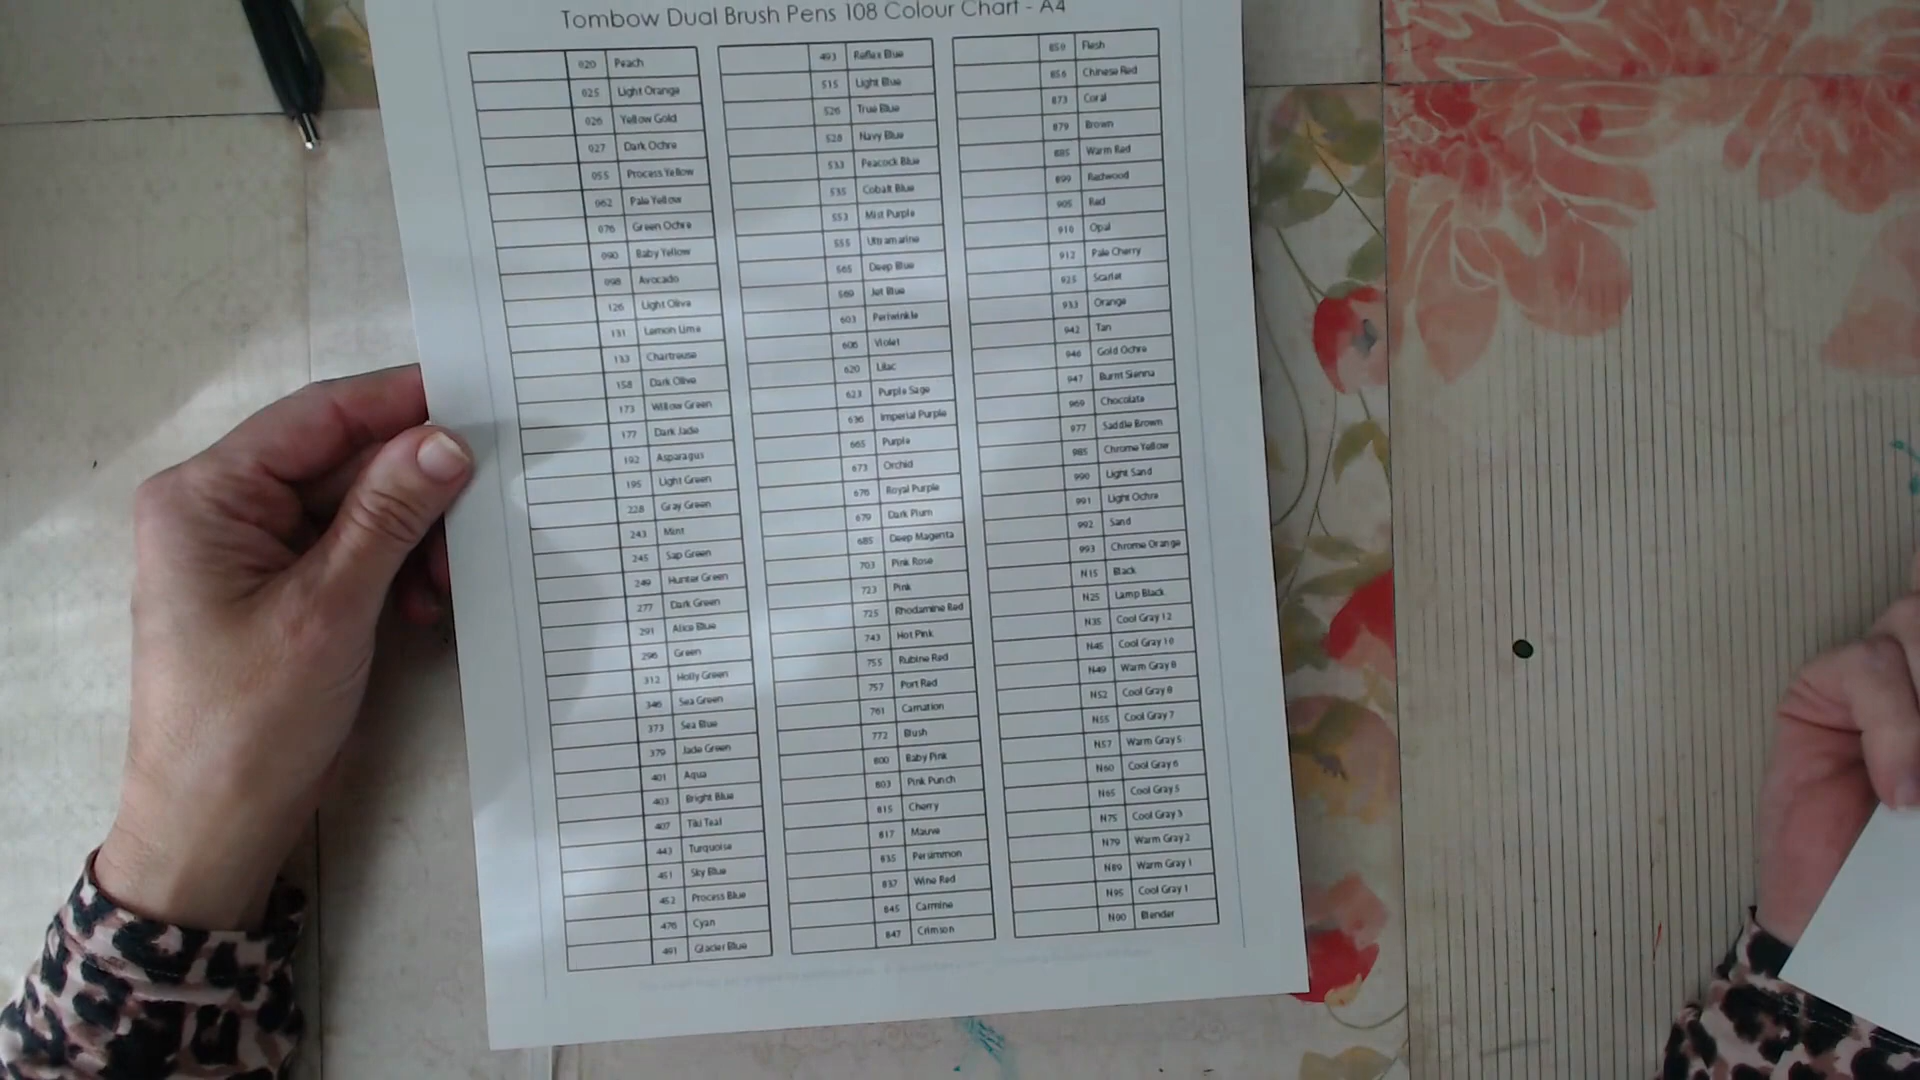 Tombow Dual Brush Pens 108 Colour Chart - A4
020 Peach
025 Light Orange
026 Yellow Gold
027 Dark Ochre
055 Process Yellow
062 Pale Yellow
076 Green Ochre
090 Baby Yellow
098 Avocado
126 Light Olive
131 Lemon Lime
133 Chartreuse
158 Dark Olive
173 Willow Green
177 Dark Jade
192 Asparagus
195 Light Green
228 Gray Green
243 Mint
245 Sap Green
249 Hunter Green
277 Dark Green
291 Alice Blue
296 Green
312 Holly Green
346 Sea Green
373 Sea Blue
379 Jade Green
401 Aqua
403 Bright Blue
407 Tiki Teal
443 Turquoise
451 Sky Blue
452 Process Blue
476 Cyan
491 Glacier Blue
493 Reflex Blue
515 Light Blue
526 True Blue
528 Navy Blue
533 Peacock Blue
535 Cobalt Blue
553 Mist Purple
555 Ultramarine
565 Deep Blue
569 Jet Blue
603 Periwinkle
606 Violet
620 Lilac
623 Purple Sage
636 Imperial Purple
665 Purple
673 Orchid
676 Royal Purple
679 Dark Plum
685 Deep Magenta
703 Pink Rose
723 Pink
725 Rhodamine Red
743 Hot Pink
755 Rubine Red
757 Port Red
761 Carnation
772 Blush
800 Baby Pink
803 Pink Punch
815 Cherry
817 Mauve
835 Persimmon
837 Wine Red
845 Carmine
847 Crimson
850 Flesh
856 Chinese Red
873 Coral
879 Brown
885 Warm Red
899 Redwood
905 Red
910 Opal
912 Pale Cherry
925 Scarlet
933 Orange
942 Tan
946 Gold Ochre
947 Burnt Sienna
969 Chocolate
977 Saddle Brown
985 Chrome Yellow
990 Light Sand
991 Light Ochre
992 Sand
993 Chrome Orange
N15 Black
N25 Lamp Black
N35 Cool Gray 12
N45 Cool Gray 10
N49 Warm Gray 8
N52 Cool Gray 8
N55 Cool Gray 7
N57 Warm Gray 5
N60 Cool Gray 6
N65 Cool Gray 5
N75 Cool Gray 3
N79 Warm Gray 2
N89 Warm Gray 1
N95 Cool Gray 1
N00 Blender